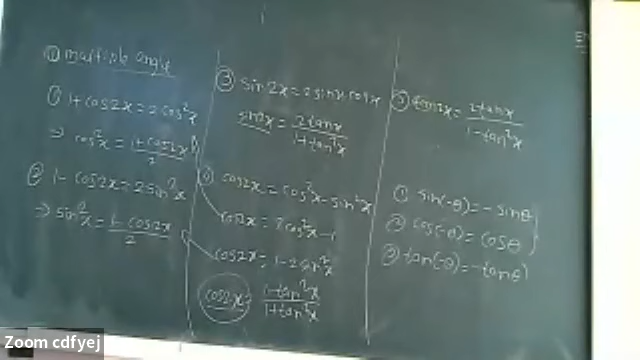 ① multiple angle
① 1 + cos2x = 2cos²x
⇒ cos²x = (1 + cos2x)/2
② 1 - cos2x = 2sin²x
⇒ sin²x = (1 - cos2x)/2
③ sin2x = 2sinx cosx
sin2x = 2tanx/(1 + tan²x)
④ cos2x = cos²x - sin²x
cos2x = 2cos²x - 1
cos2x = 1 - 2sin²x
cos2x = (1 - tan²x)/(1 + tan²x)
⑤ tan2x = 2tanx/(1 - tan²x)
① sin(-θ) = - sinθ
② cos(-θ) = cosθ
③ tan(-θ) = -tanθ
Zoom cdfyej